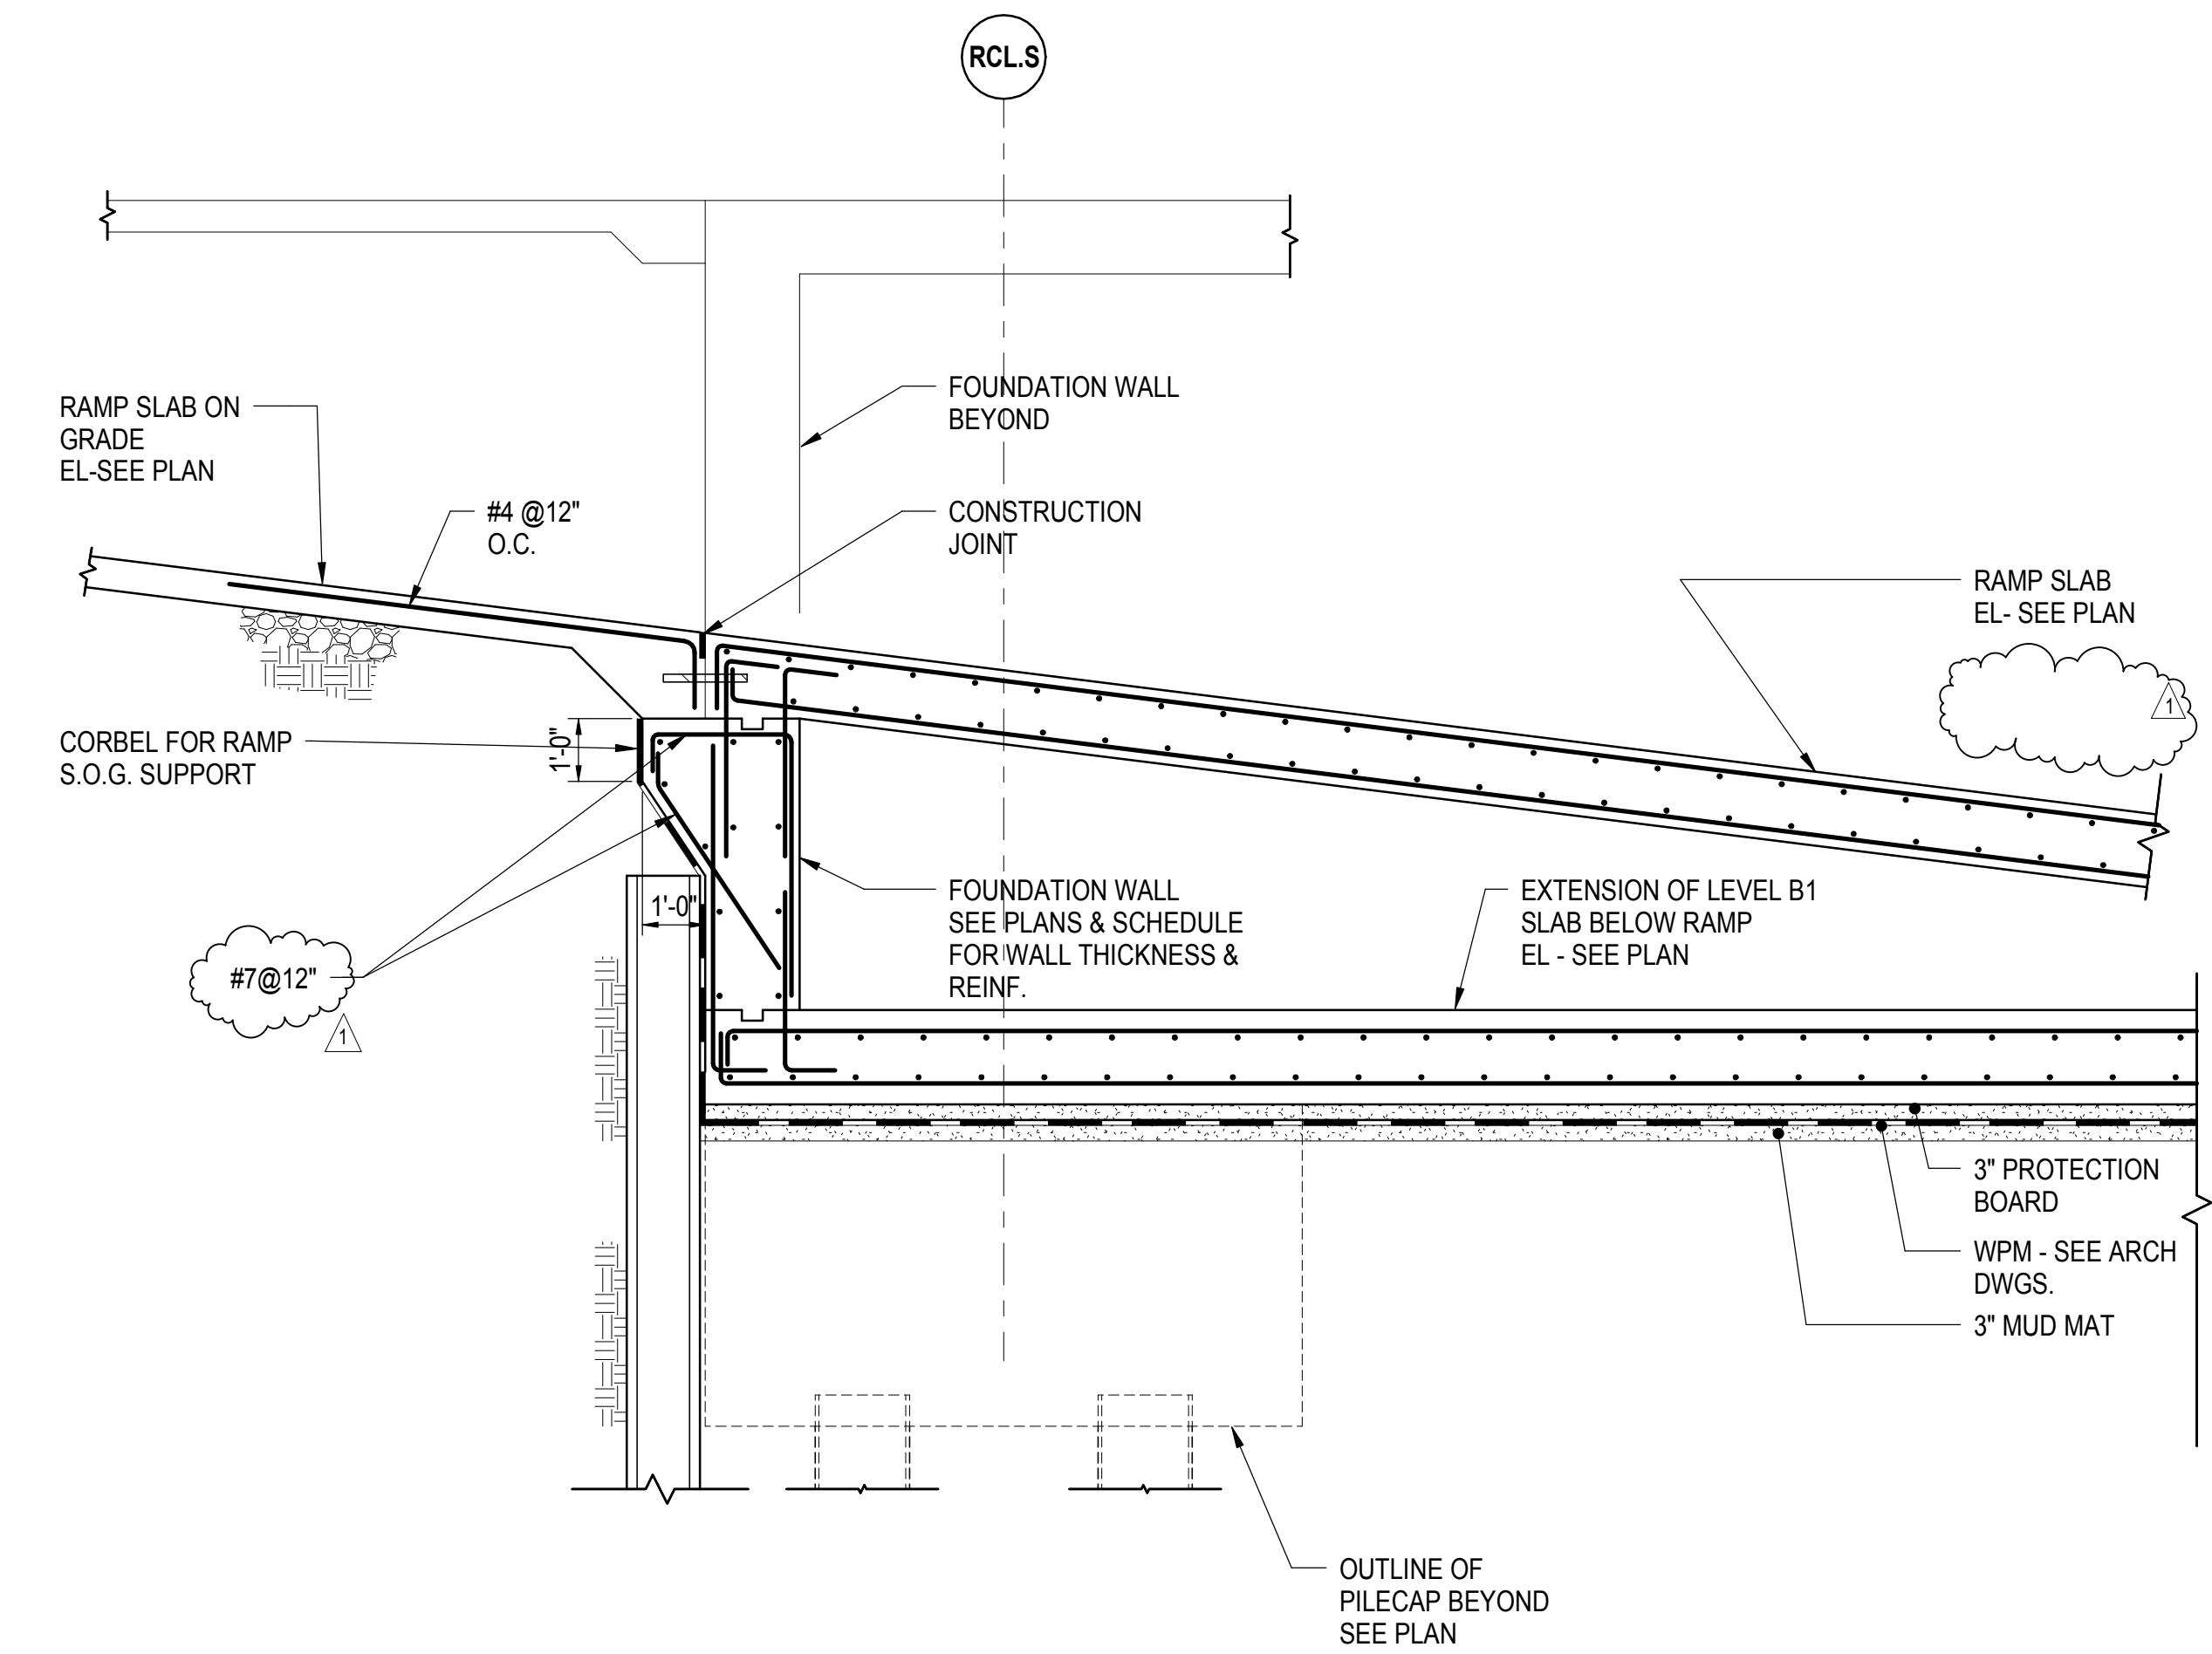 RCL.S
FOUNDATION WALL
BEYOND
RAMP SLAB ON
GRADE
EL-SEE PLAN
#4 @12"
O.C.
CONSTRUCTION
JOINT
RAMP SLAB
EL- SEE PLAN
1
CORBEL FOR RAMP
S.O.G. SUPPORT
1'-0"
1'-0"
FOUNDATION WALL
SEE PLANS & SCHEDULE
FOR WALL THICKNESS &
REINF.
EXTENSION OF LEVEL B1
SLAB BELOW RAMP
EL - SEE PLAN
#7@12"
1
3" PROTECTION
BOARD
WPM - SEE ARCH
DWGS.
3" MUD MAT
OUTLINE OF
PILECAP BEYOND
SEE PLAN